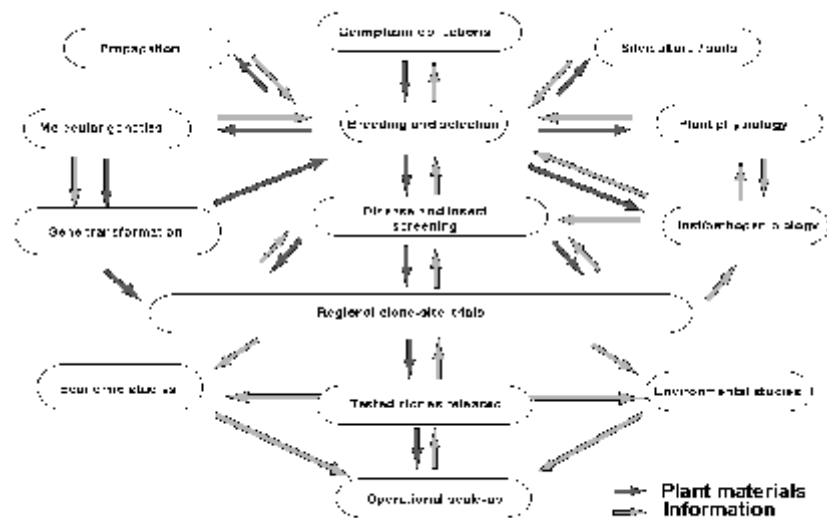 Propagation
Germplasm collections
Silviculture / soils
Molecular genetics
Breeding and selection
Plant physiology
Gene transformation
Disease and insect
screening
biology
Regional clone-site trials
Economic studies
Tested clones released
Environmental studies
Operational scale-up
Plant materials
Information